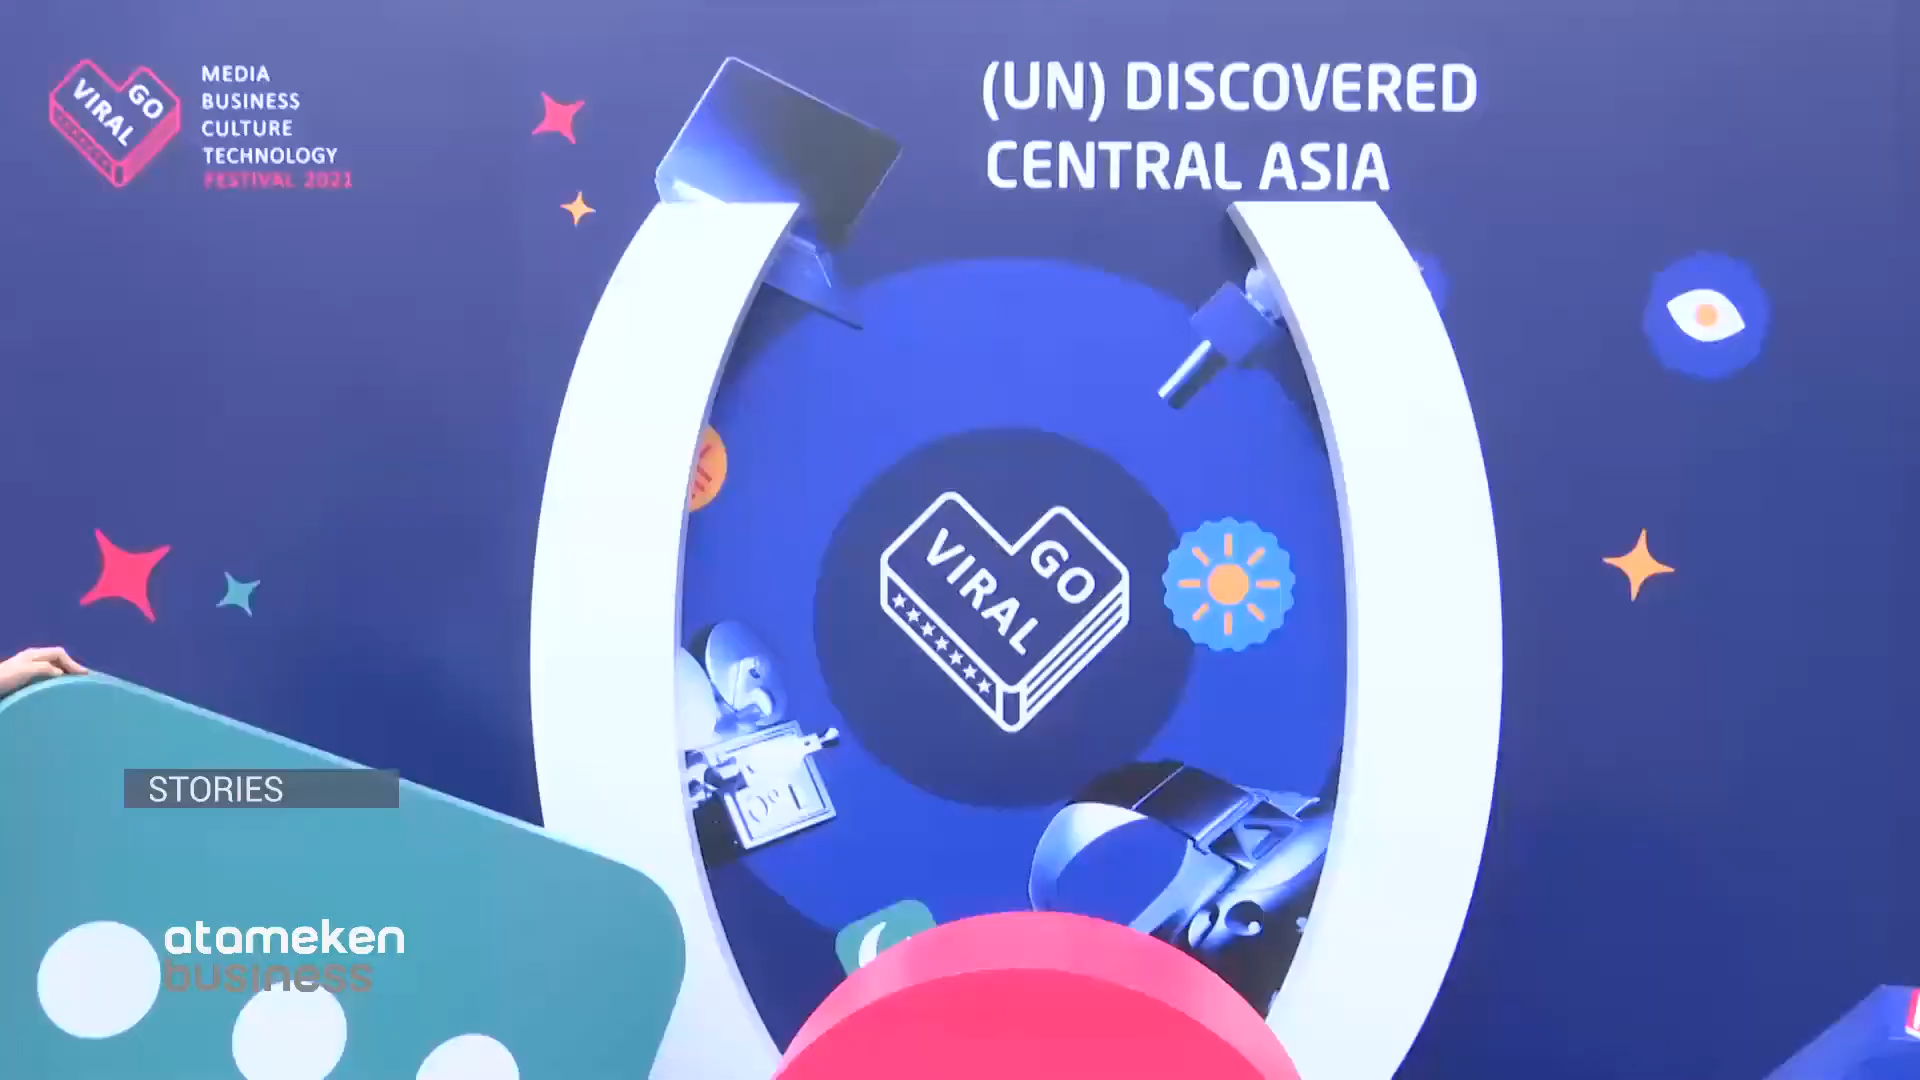 GO
VIRAL
MEDIA
BUSINESS
CULTURE
TECHNOLOGY
FESTIVAL 2021
(UN) DISCOVERED
CENTRAL ASIA
GO
VIRAL
STORIES
atameken
business